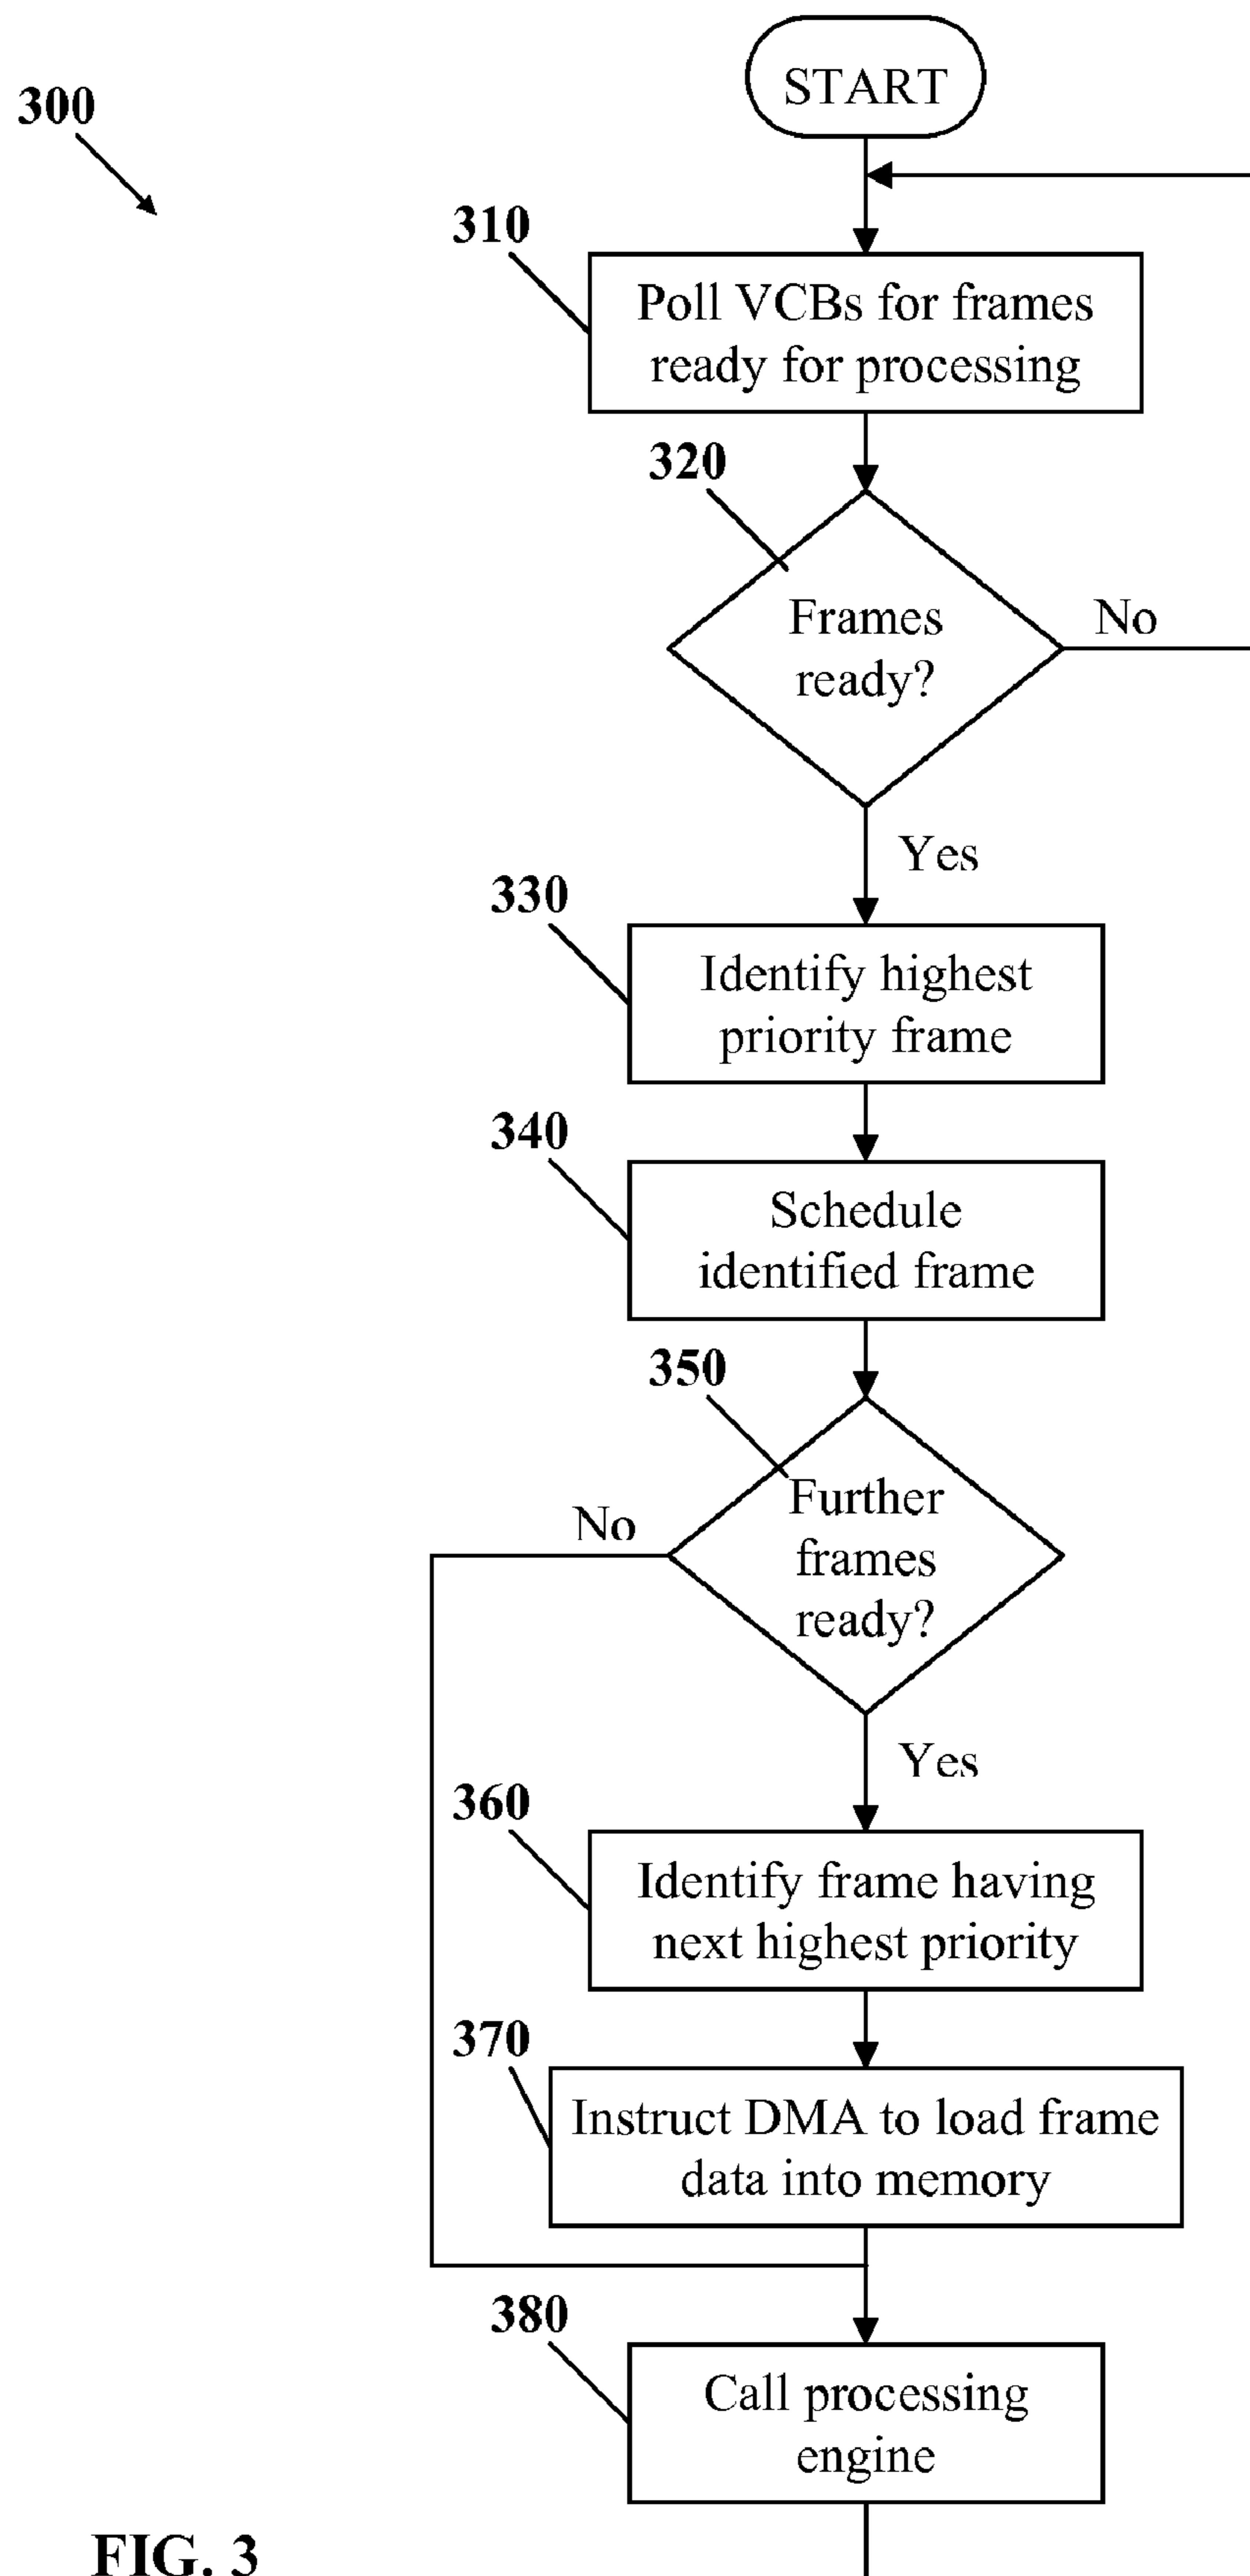 START
300
310
Poll VCBs for frames
ready for processing
320
Frames
ready?
No
Yes
330
Identify highest
priority frame
340
Schedule
identified frame
350
Further
frames
ready?
No
Yes
360
Identify frame having
next highest priority
370
Instruct DMA to load frame
data into memory
380
Call processing
engine
FIG. 3